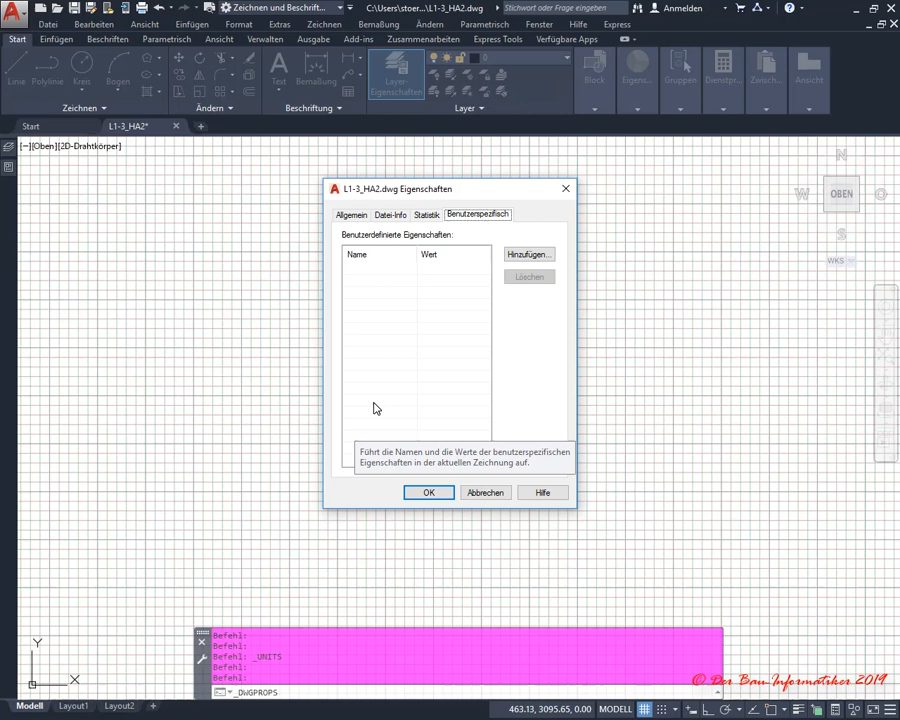 Zeichnen und Beschrift...
C:\Users\stoer...\L1-3_HA2.dwg
Stichwort oder Frage eingeben
Anmelden
Datei Bearbeiten Ansicht Einfügen Format Extras Zeichnen Bemaßung Ändern Parametrisch Fenster Hilfe Express
Start Einfügen Beschriften Parametrisch Ansicht Verwalten Ausgabe Add-ins Zusammenarbeiten Express Tools Verfügbare Apps
0
Linie Polylinie Kreis Bogen Text Bemaßung Layer-
Eigenschaften
Block Eigens... Gruppen Dienstpr... Zwisch... Ansicht
Zeichnen Ändern Beschriftung Layer
Start L1-3_HA2*
[−][Oben][2D-Drahtkörper]
N
W OBEN O
S
WKS
L1-3_HA2.dwg Eigenschaften
Allgemein Datei-Info Statistik Benutzerspezifisch
Benutzerdefinierte Eigenschaften:
Name Wert
Hinzufügen...
Löschen
Führt die Namen und die Werte der benutzerspezifischen
Eigenschaften in der aktuellen Zeichnung auf.
OK Abbrechen Hilfe
Befehl:
Befehl:
Befehl: _UNITS
Befehl:
Befehl:
_DWGPROPS
Y
X
© Der Bau-Informatiker 2019
Modell Layout1 Layout2
463.13, 3095.65, 0.00 MODELL